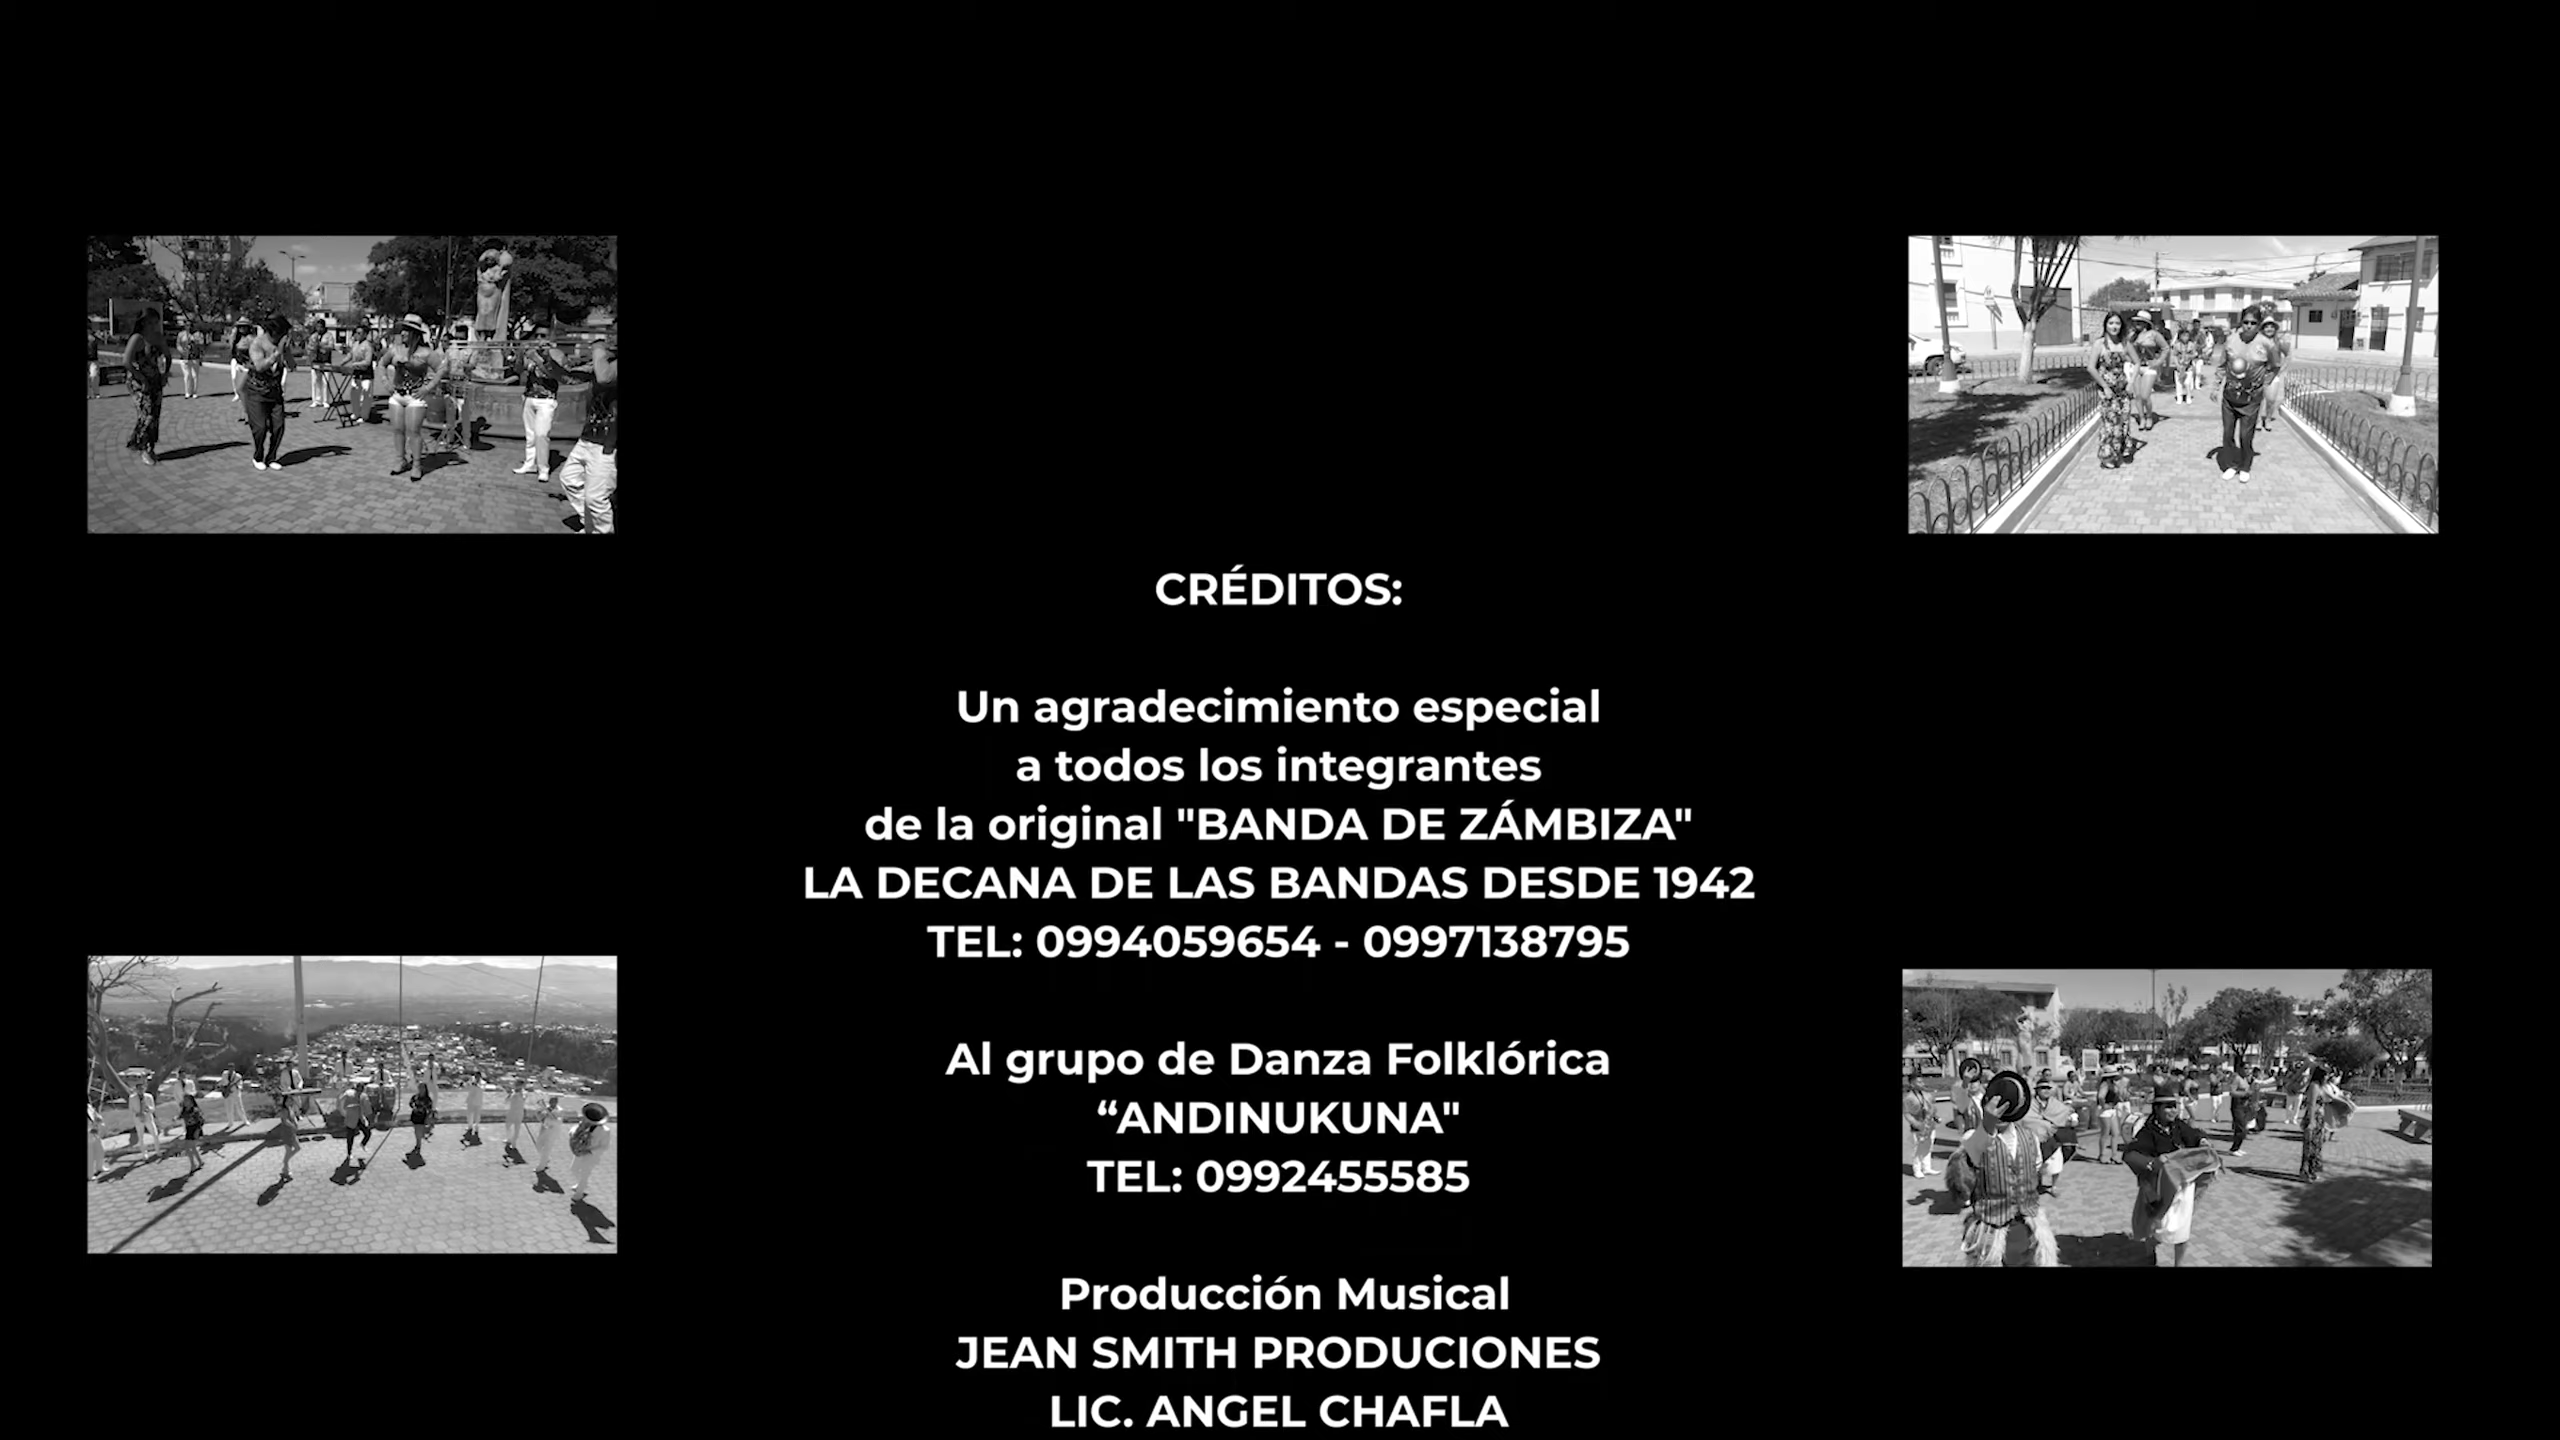 CRÉDITOS:
Un agradecimiento especial
a todos los integrantes
de la original "BANDA DE ZÁMBIZA"
LA DECANA DE LAS BANDAS DESDE 1942
TEL: 0994059654 - 0997138795
Al grupo de Danza Folklórica
“ANDINUKUNA"
TEL: 0992455585
Producción Musical
JEAN SMITH PRODUCIONES
LIC. ANGEL CHAFLA